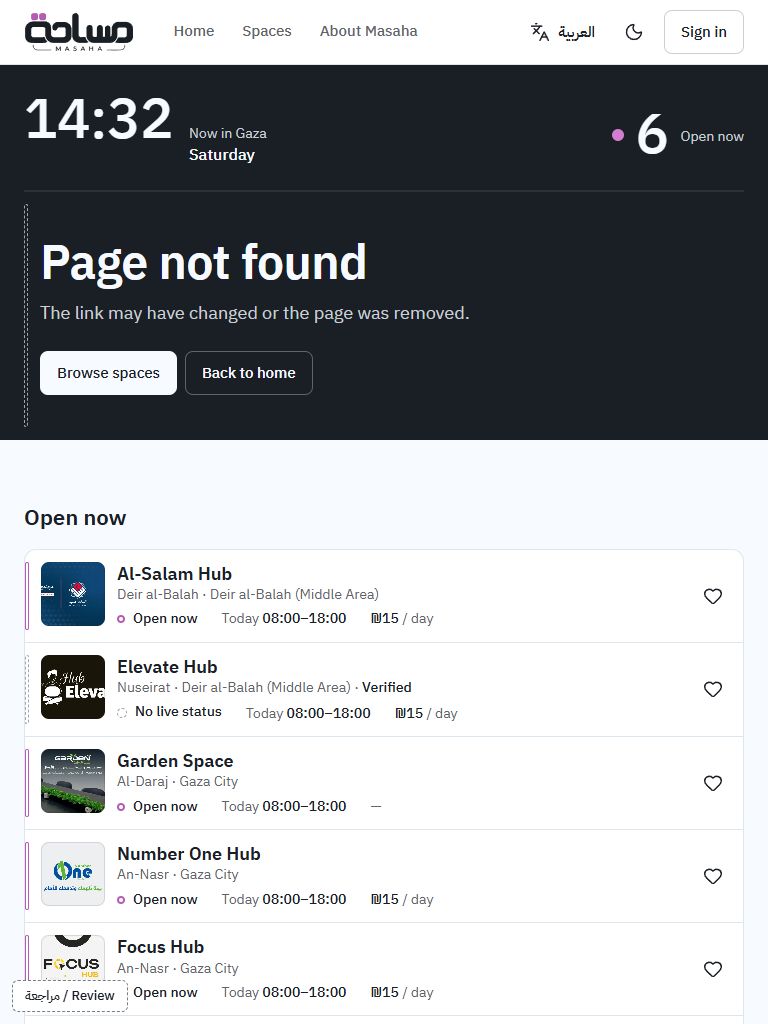 مساحة
MASAHA
Home
Spaces
About Masaha
العربية
Sign in
14:32
Now in Gaza
Saturday
6
Open now
Page not found
The link may have changed or the page was removed.
Browse spaces
Back to home
Open now
Al-Salam Hub
Deir al-Balah · Deir al-Balah (Middle Area)
Open now
Today 08:00–18:00
₪15 / day
Hub
Eleva
Elevate Hub
Nuseirat · Deir al-Balah (Middle Area) · Verified
No live status
Today 08:00–18:00
₪15 / day
GARDEN
Garden Space
Al-Daraj · Gaza City
Open now
Today 08:00–18:00
—
One
Number One Hub
An-Nasr · Gaza City
Open now
Today 08:00–18:00
₪15 / day
FOCUS
HUB
Focus Hub
An-Nasr · Gaza City
Open now
Today 08:00–18:00
₪15 / day
مراجعة / Review